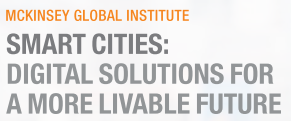 MCKINSEY GLOBAL INSTITUTE
SMART CITIES:
DIGITAL SOLUTIONS FOR
A MORE LIVABLE FUTURE